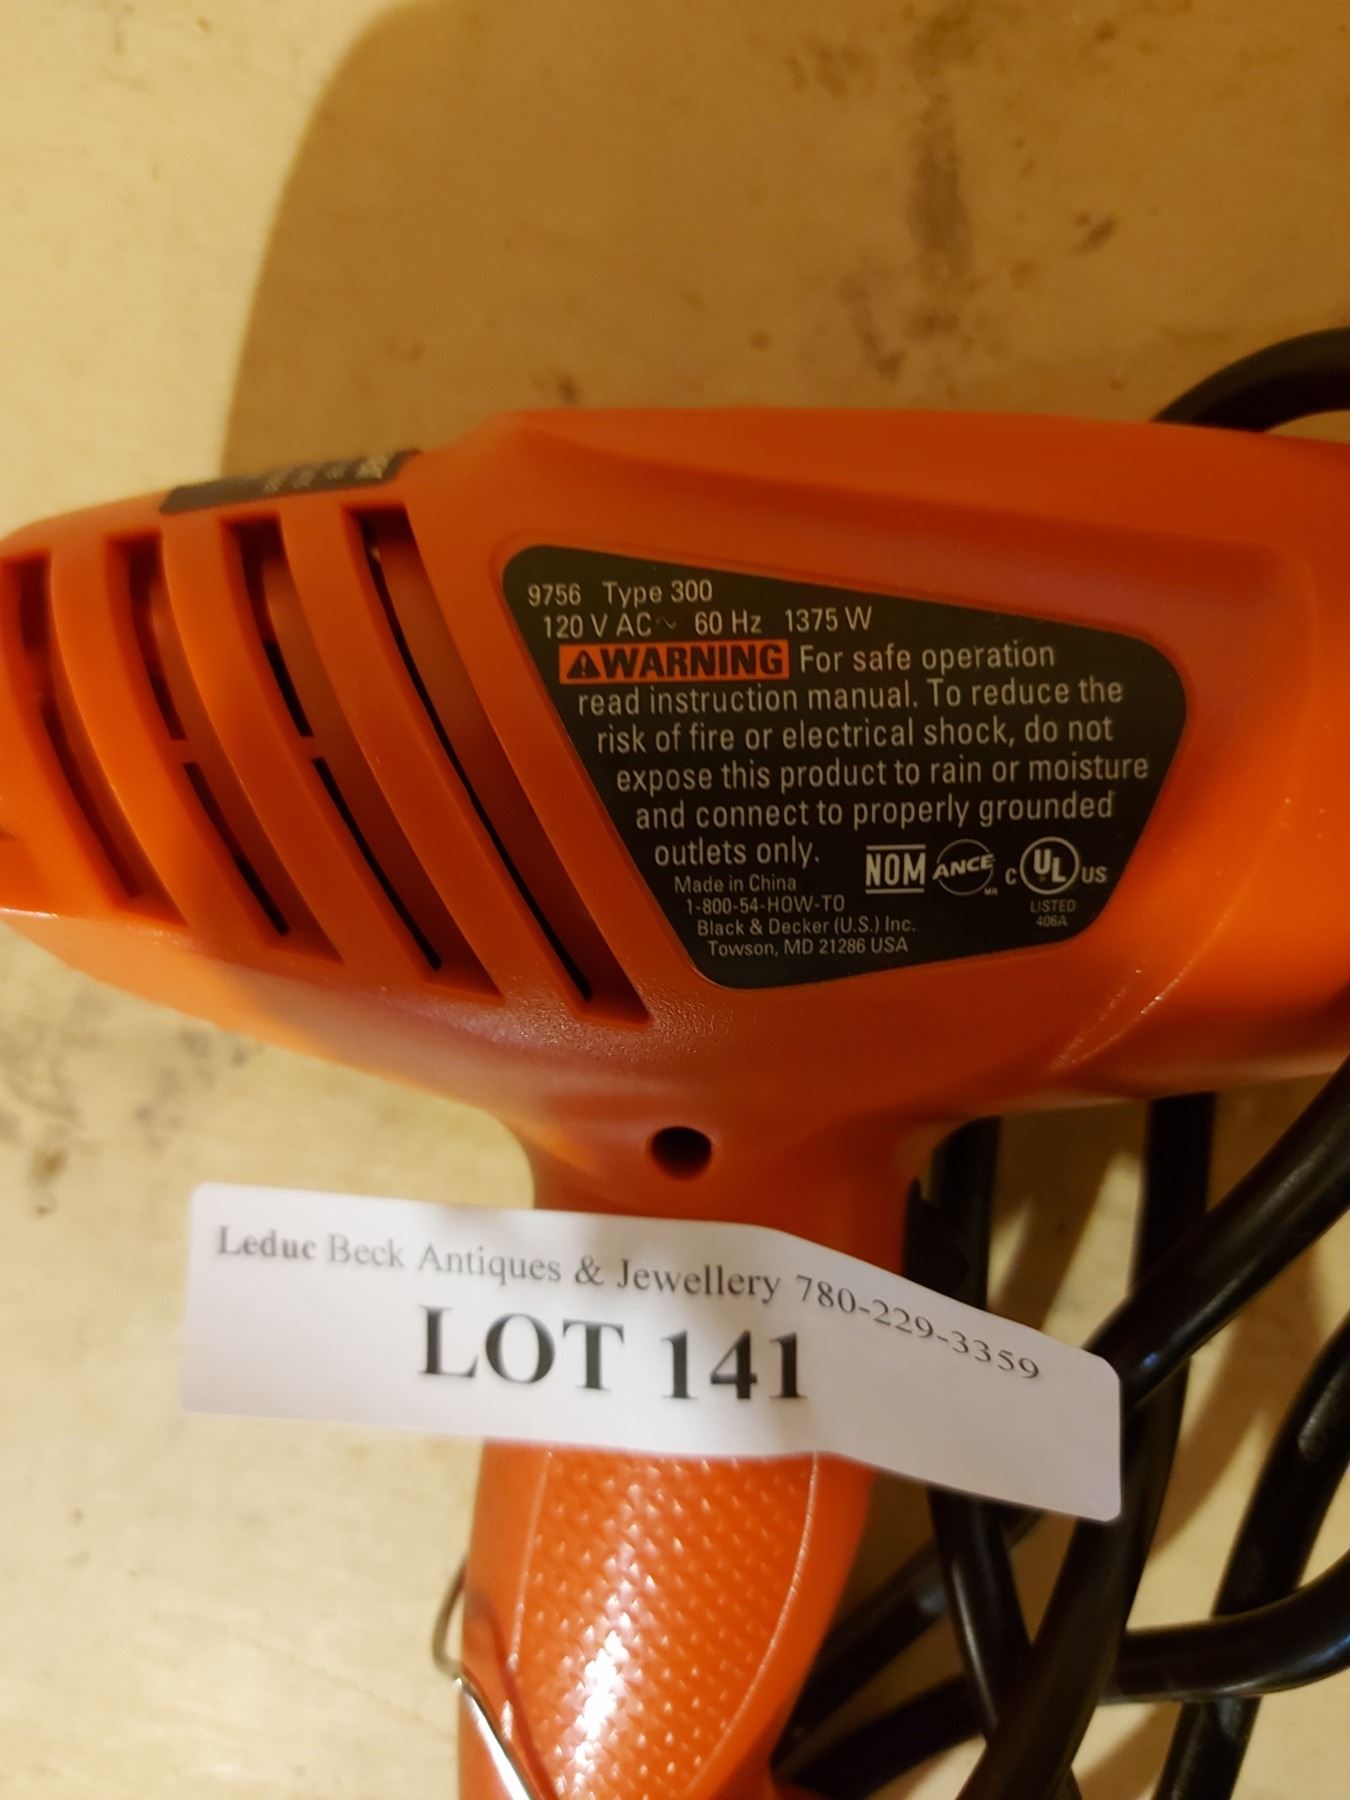 9756 Type 300
120 V AC ~ 60 Hz 1375 W
⚠WARNING For safe operation
read instruction manual. To reduce the
risk of fire or electrical shock, do not
expose this product to rain or moisture
and connect to properly grounded
outlets only.
NOM ANCE MR C UL US
LISTED
406A
Made in China
1-800-54-HOW-TO
Black & Decker (U.S.) Inc.
Towson, MD 21286 USA
Leduc Beck Antiques & Jewellery 780-229-3359
LOT 141